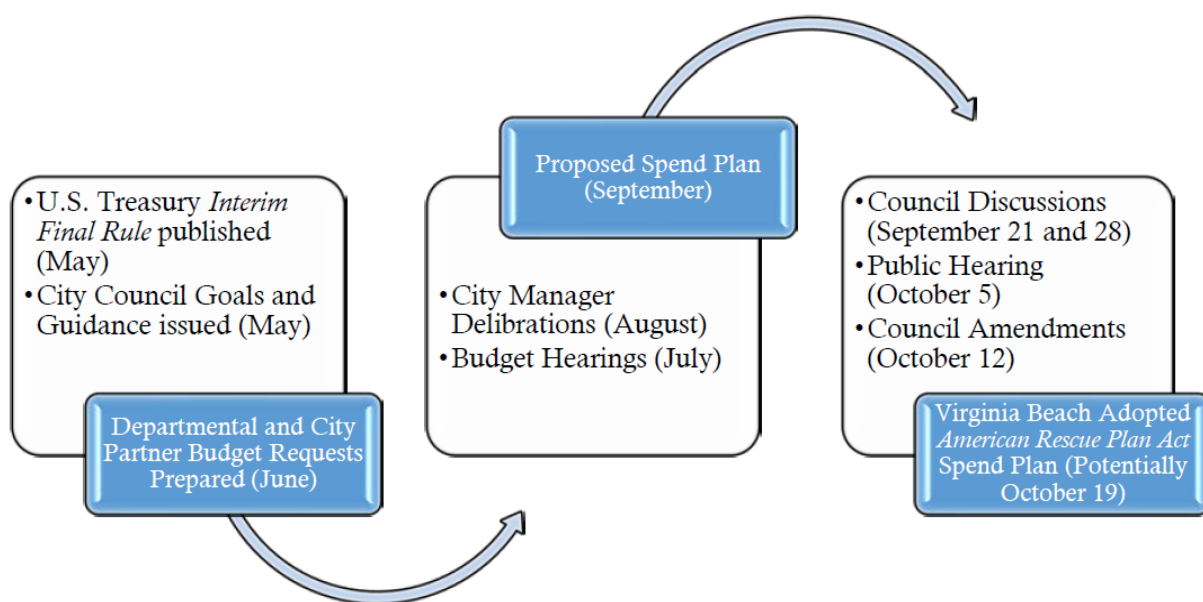 •U.S. Treasury Interim
Final Rule published
(May)
•City Council Goals and
Guidance issued (May)
Departmental and City
Partner Budget Requests
Prepared (June)
Proposed Spend Plan
(September)
•City Manager
Delibrations (August)
•Budget Hearings (July)
•Council Discussions
(September 21 and 28)
•Public Hearing
(October 5)
•Council Amendments
(October 12)
Virginia Beach Adopted
American Rescue Plan Act
Spend Plan (Potentially
October 19)